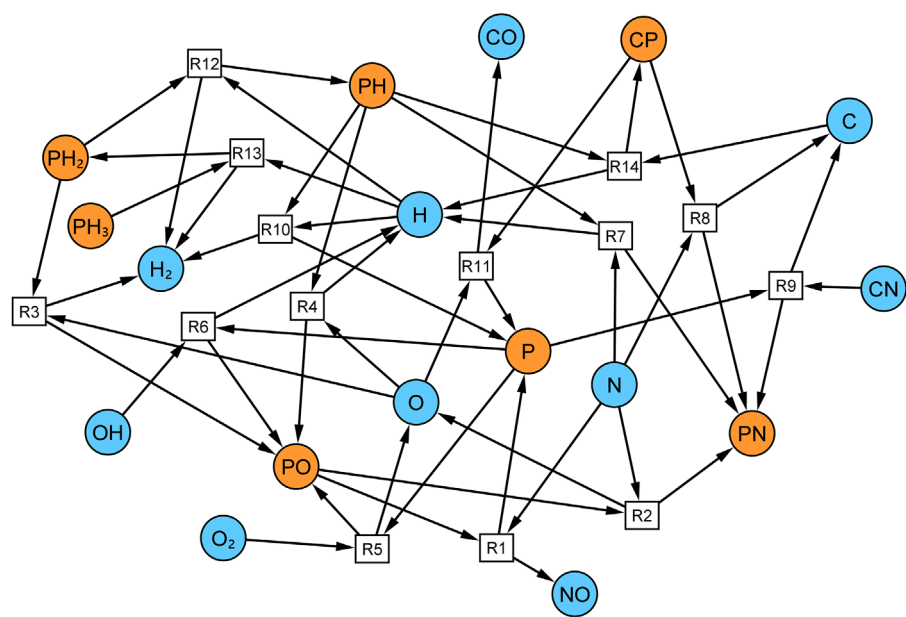 CO
CP
R12
PH
C
PH₂
R13
R14
PH₃
H
R8
R10
R7
H₂
R11
R9
CN
R3
R6
R4
P
N
O
OH
PN
PO
R2
O₂
R5
R1
NO